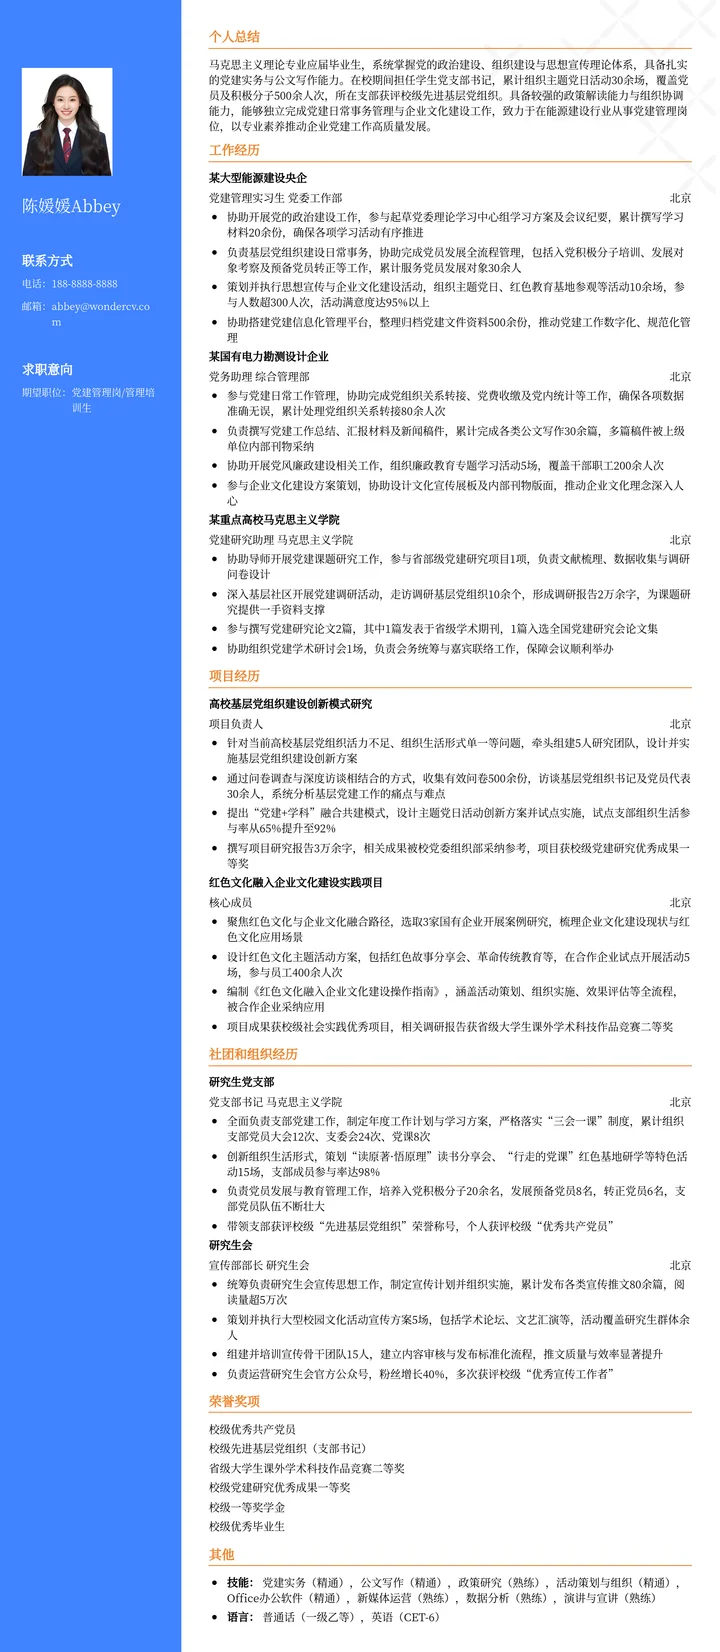 陈媛媛Abbey
联系方式
电话：188-8888-8888
邮箱：abbey@wondercv.co
m
求职意向
期望职位：党建管理岗/管理培
训生
个人总结
马克思主义理论专业应届毕业生，系统掌握党的政治建设、组织建设与思想宣传理论体系，具备扎实
的党建实务与公文写作能力。在校期间担任学生党支部书记，累计组织主题党日活动30余场，覆盖党
员及积极分子500余人次，所在支部获评校级先进基层党组织。具备较强的政策解读能力与组织协调
能力，能够独立完成党建日常事务管理与企业文化建设工作，致力于在能源建设行业从事党建管理岗
位，以专业素养推动企业党建工作高质量发展。
工作经历
某大型能源建设央企
党建管理实习生 党委工作部 北京
• 协助开展党的政治建设工作，参与起草党委理论学习中心组学习方案及会议纪要，累计撰写学习
材料20余份，确保各项学习活动有序推进
• 负责基层党组织建设日常事务，协助完成党员发展全流程管理，包括入党积极分子培训、发展对
象考察及预备党员转正等工作，累计服务党员发展对象30余人
• 策划并执行思想宣传与企业文化建设活动，组织主题党日、红色教育基地参观等活动10余场，参
与人数超300人次，活动满意度达95%以上
• 协助搭建党建信息化管理平台，整理归档党建文件资料500余份，推动党建工作数字化、规范化管
理
某国有电力勘测设计企业
党务助理 综合管理部 北京
• 参与党建日常工作管理，协助完成党组织关系转接、党费收缴及党内统计等工作，确保各项数据
准确无误，累计处理党组织关系转接80余人次
• 负责撰写党建工作总结、汇报材料及新闻稿件，累计完成各类公文写作30余篇，多篇稿件被上级
单位内部刊物采纳
• 协助开展党风廉政建设相关工作，组织廉政教育专题学习活动5场，覆盖干部职工200余人次
• 参与企业文化建设方案策划，协助设计文化宣传展板及内部刊物版面，推动企业文化理念深入人
心
某重点高校马克思主义学院
党建研究助理 马克思主义学院 北京
• 协助导师开展党建课题研究工作，参与省部级党建研究项目1项，负责文献梳理、数据收集与调研
问卷设计
• 深入基层社区开展党建调研活动，走访调研基层党组织10余个，形成调研报告2万余字，为课题研
究提供一手资料支撑
• 参与撰写党建研究论文2篇，其中1篇发表于省级学术期刊，1篇入选全国党建研究会论文集
• 协助组织党建学术研讨会1场，负责会务统筹与嘉宾联络工作，保障会议顺利举办
项目经历
高校基层党组织建设创新模式研究
项目负责人 北京
• 针对当前高校基层党组织活力不足、组织生活形式单一等问题，牵头组建5人研究团队，设计并实
施基层党组织建设创新方案
• 通过问卷调查与深度访谈相结合的方式，收集有效问卷500余份，访谈基层党组织书记及党员代表
30余人，系统分析基层党建工作的痛点与难点
• 提出“党建+学科”融合共建模式，设计主题党日活动创新方案并试点实施，试点支部组织生活参
与率从65%提升至92%
• 撰写项目研究报告3万余字，相关成果被校党委组织部采纳参考，项目获校级党建研究优秀成果一
等奖
红色文化融入企业文化建设实践项目
核心成员 北京
• 聚焦红色文化与企业文化融合路径，选取3家国有企业开展案例研究，梳理企业文化建设现状与红
色文化应用场景
• 设计红色文化主题活动方案，包括红色故事分享会、革命传统教育等，在合作企业试点开展活动5
场，参与员工400余人次
• 编制《红色文化融入企业文化建设操作指南》，涵盖活动策划、组织实施、效果评估等全流程，
被合作企业采纳应用
• 项目成果获校级社会实践优秀项目，相关调研报告获省级大学生课外学术科技作品竞赛二等奖
社团和组织经历
研究生党支部
党支部书记 马克思主义学院 北京
• 全面负责支部党建工作，制定年度工作计划与学习方案，严格落实“三会一课”制度，累计组织
支部党员大会12次、支委会24次、党课8次
• 创新组织生活形式，策划“读原著·悟原理”读书分享会、“行走的党课”红色基地研学等特色活
动15场，支部成员参与率达98%
• 负责党员发展与教育管理工作，培养入党积极分子20余名，发展预备党员8名，转正党员6名，支
部党员队伍不断壮大
• 带领支部获评校级“先进基层党组织”荣誉称号，个人获评校级“优秀共产党员”
研究生会
宣传部部长 研究生会 北京
• 统筹负责研究生会宣传思想工作，制定宣传计划并组织实施，累计发布各类宣传推文80余篇，阅
读量超5万次
• 策划并执行大型校园文化活动宣传方案5场，包括学术论坛、文艺汇演等，活动覆盖研究生群体余
人
• 组建并培训宣传骨干团队15人，建立内容审核与发布标准化流程，推文质量与效率显著提升
• 负责运营研究生会官方公众号，粉丝增长40%，多次获评校级“优秀宣传工作者”
荣誉奖项
校级优秀共产党员
校级先进基层党组织（支部书记）
省级大学生课外学术科技作品竞赛二等奖
校级党建研究优秀成果一等奖
校级一等奖学金
校级优秀毕业生
其他
• 技能： 党建实务（精通），公文写作（精通），政策研究（熟练），活动策划与组织（精通），
Office办公软件（精通），新媒体运营（熟练），数据分析（熟练），演讲与宣讲（熟练）
• 语言： 普通话（一级乙等），英语（CET-6）